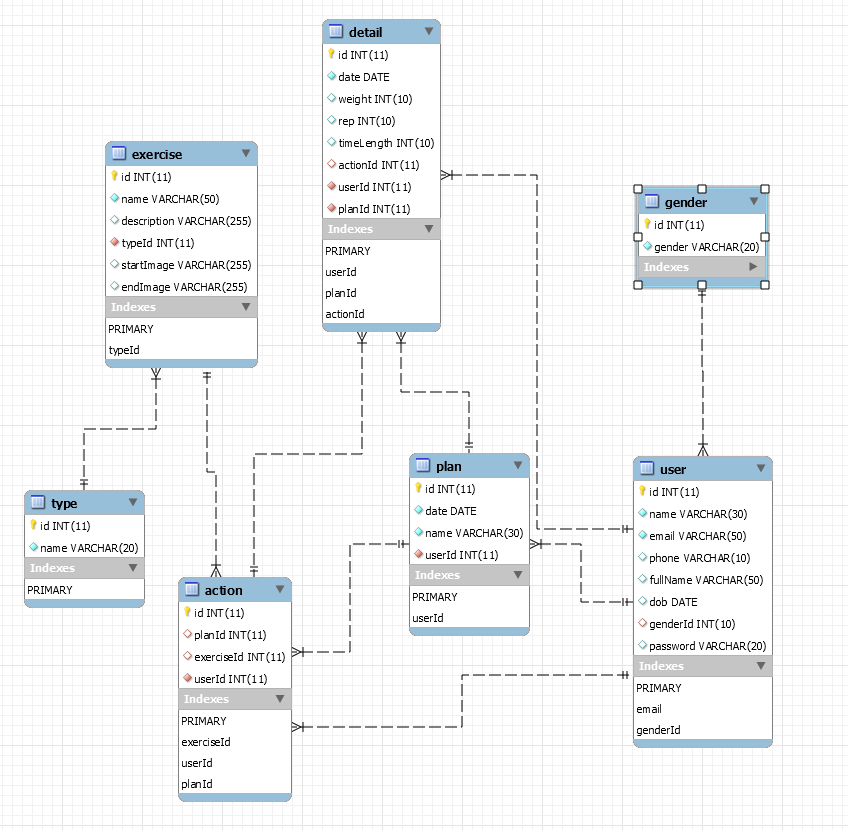 detail
id INT(11)
date DATE
weight INT(10)
rep INT(10)
timeLength INT(10)
actionId INT(11)
userId INT(11)
planId INT(11)
Indexes
PRIMARY
userId
planId
actionId
exercise
id INT(11)
name VARCHAR(50)
description VARCHAR(255)
typeId INT(11)
startImage VARCHAR(255)
endImage VARCHAR(255)
Indexes
PRIMARY
typeId
gender
id INT(11)
gender VARCHAR(20)
Indexes
type
id INT(11)
name VARCHAR(20)
Indexes
PRIMARY
plan
id INT(11)
date DATE
name VARCHAR(30)
userId INT(11)
Indexes
PRIMARY
userId
user
id INT(11)
name VARCHAR(30)
email VARCHAR(50)
phone VARCHAR(10)
fullName VARCHAR(50)
dob DATE
genderId INT(10)
password VARCHAR(20)
Indexes
PRIMARY
email
genderId
action
id INT(11)
planId INT(11)
exerciseId INT(11)
userId INT(11)
Indexes
PRIMARY
exerciseId
userId
planId